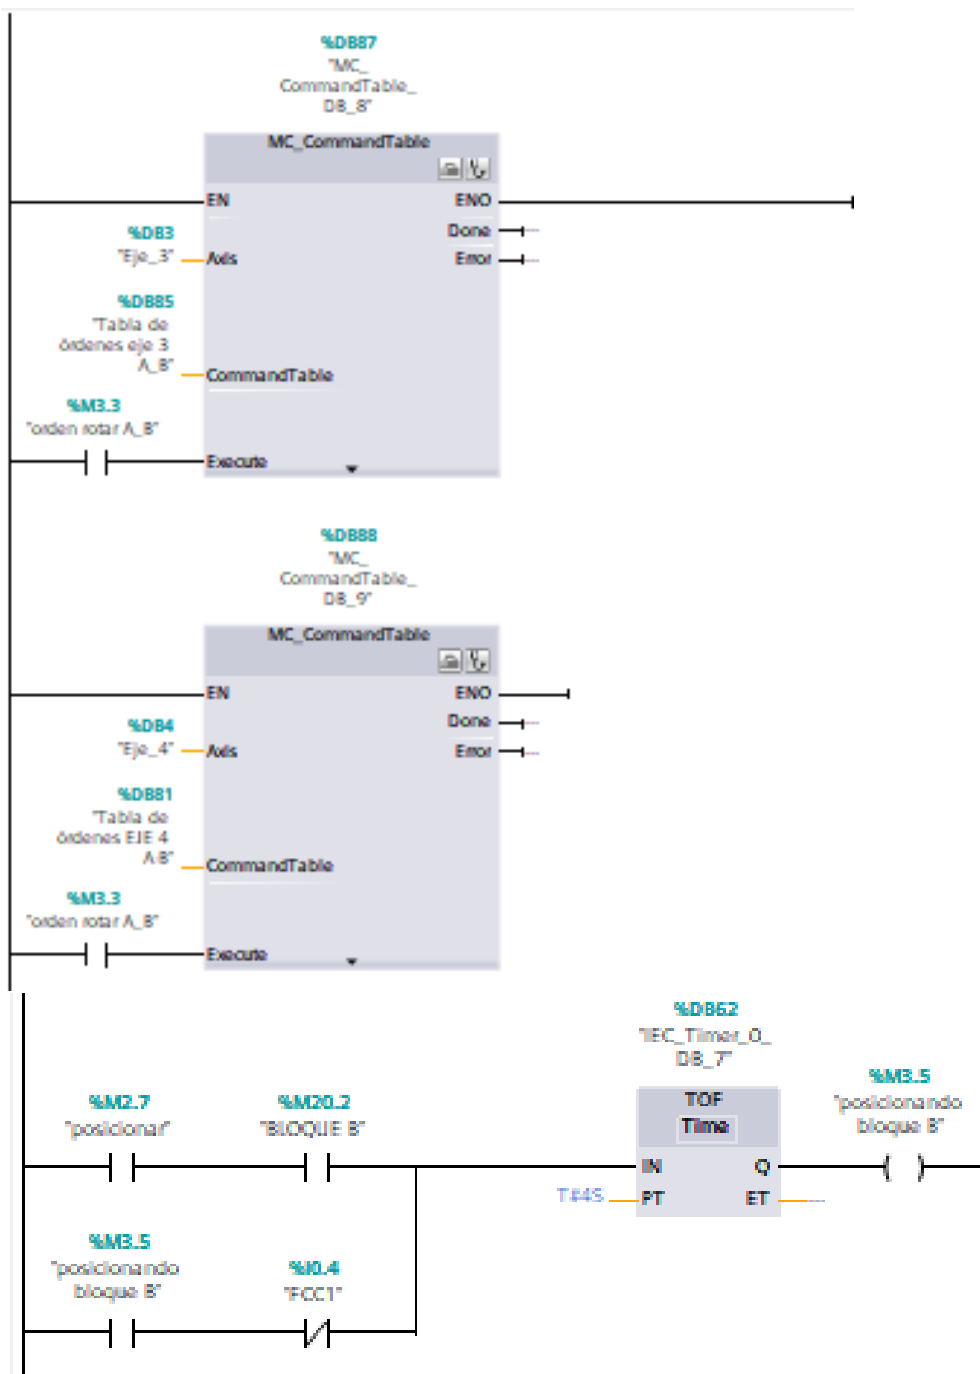 %DB87
"MC_
CommandTable_
DB_8"
MC_CommandTable
EN ENO
%DB3 Done
"Eje_3" Axis Error
%DB85
"Tabla de
órdenes eje 3
A_B"
CommandTable
%M3.3
"orden rotar A_B"
Execute
%DB88
"MC_
CommandTable_
DB_9"
MC_CommandTable
EN ENO
%DB4 Done
"Eje_4" Axis Error
%DB81
"Tabla de
órdenes EJE 4
AB"
CommandTable
%M3.3
"orden rotar A_B"
Execute
%DB62
"IEC_Timer_0_
DB_7"
%M2.7 %M20.2 TOF %M3.5
"posicionar" "BLOQUE B" Time "posicionando
bloque B"
IN Q
T#4S PT ET
%M3.5
"posicionando %I0.4
bloque B" "FCC1"